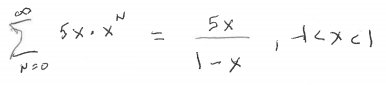 ∞ ∑ N=0 5x · x^N = 5x / (1 - x) , -1 < x < 1